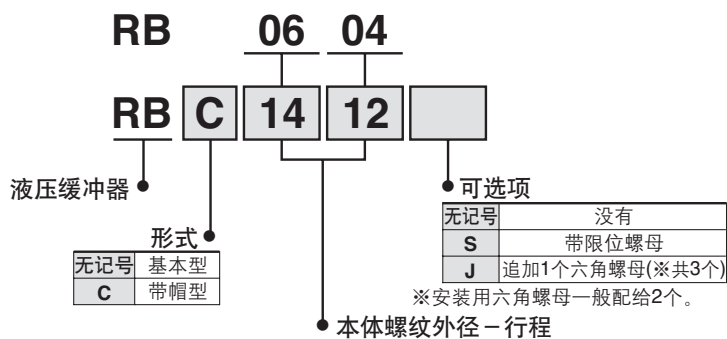 RB 06 04
RB C 14 12
液压缓冲器
可选项
无记号 没有
S 带限位螺母
J 追加1个六角螺母(※共3个)
※安装用六角螺母一般配给2个。
形式
无记号 基本型
C 带帽型
本体螺纹外径－行程